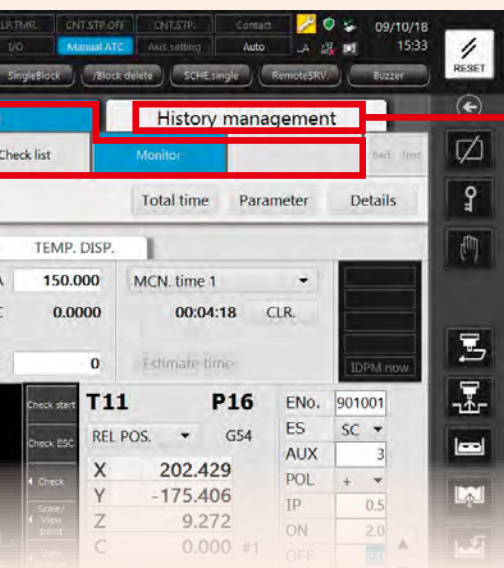 LP.TMR. CNT.STP.OFF CNT.STP. Contact 09/10/18
I/O Manual ATC Axis setting Auto 15:33
RESET
SingleBlock /Block delete SCHE.single RemoteSRV. Buzzer
History management
Check list Monitor
Total time Parameter Details
TEMP. DISP.
150.000 MCN. time 1
0.0000 00:04:18 CLR.
0 Estimate time IDPM now
Check start T11 P16 ENo. 901001
Check ESC REL POS. G54 ES SC
AUX 3
Check X 202.429 POL +
Scale/View point Y -175.406 IP 0.5
Z 9.272 ON 2.0
View C 0.000 #1 OFF